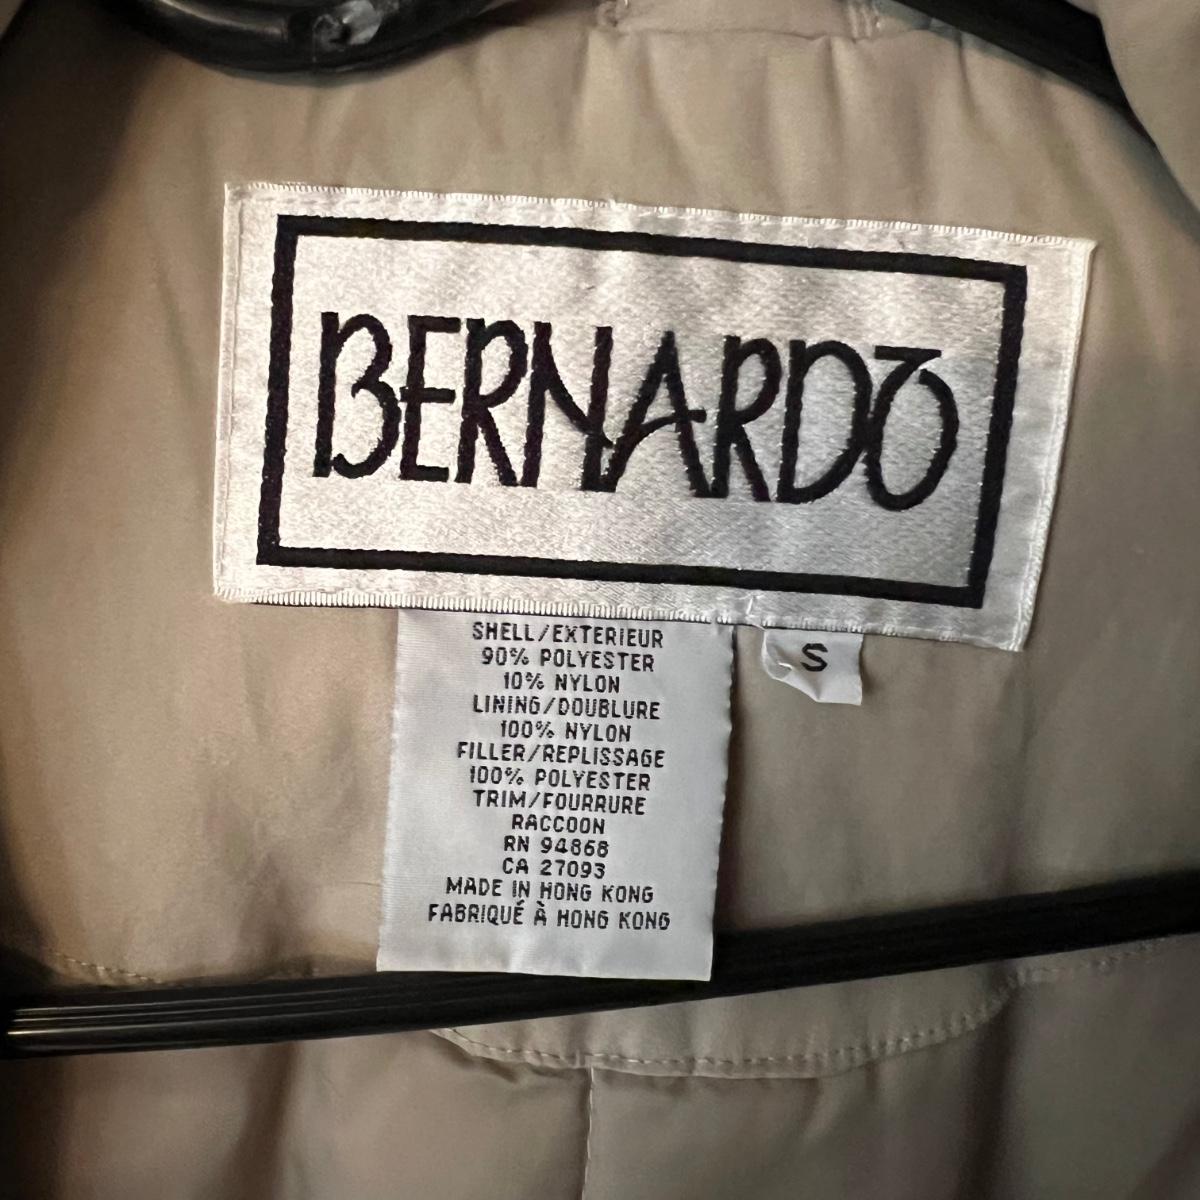 BERNARDO
SHELL/EXTERIEUR
90% POLYESTER
10% NYLON
LINING/DOUBLURE
100% NYLON
FILLER/REPLISSAGE
100% POLYESTER
TRIM/FOURRURE
RACCOON
RN 94868
CA 27093
MADE IN HONG KONG
FABRIQUÉ À HONG KONG
S